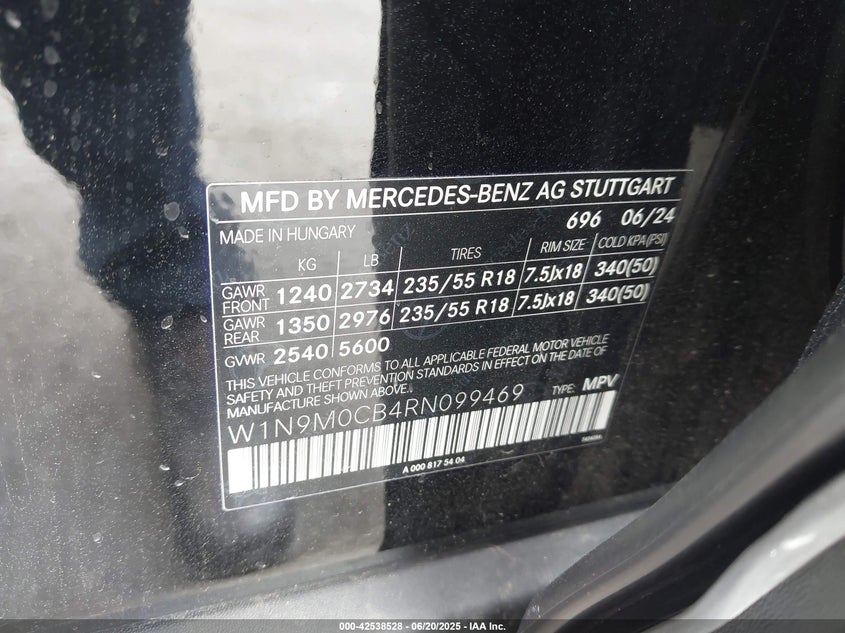 MFD BY MERCEDES-BENZ AG STUTTGART
696 06/24
MADE IN HUNGARY
KG LB TIRES RIM SIZE COLD KPA(PSI)
GAWR FRONT 1240 2734 235/55 R18 7.5Jx18 340(50)
GAWR REAR 1350 2976 235/55 R18 7.5Jx18 340(50)
GVWR 2540 5600
THIS VEHICLE CONFORMS TO ALL APPLICABLE FEDERAL MOTOR VEHICLE
SAFETY AND THEFT PREVENTION STANDARDS IN EFFECT ON THE DATE OF
MANUFACTURE SHOWN ABOVE.
W1N9M0CB4RN099469 TYPE: MPV
A 000 817 54 04
000-42538528 - 06/20/2025 - IAA Inc.